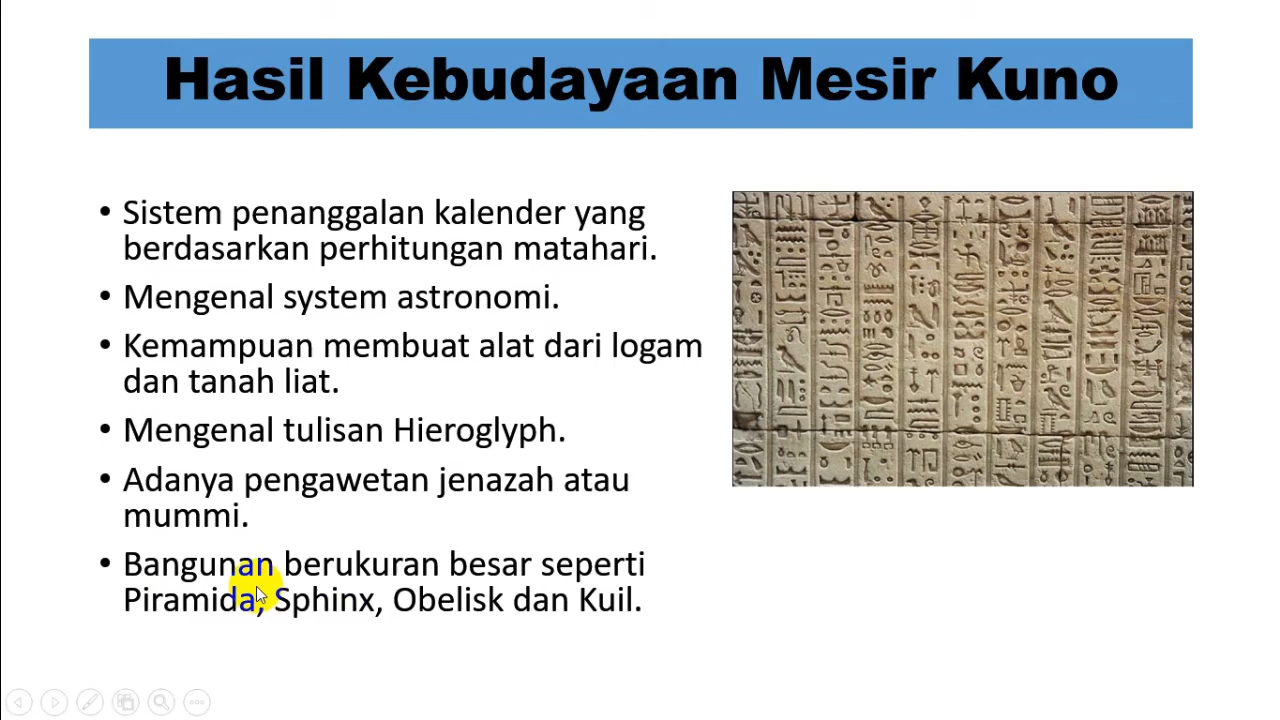 Hasil Kebudayaan Mesir Kuno
• Sistem penanggalan kalender yang
berdasarkan perhitungan matahari.
• Mengenal system astronomi.
• Kemampuan membuat alat dari logam
dan tanah liat.
• Mengenal tulisan Hieroglyph.
• Adanya pengawetan jenazah atau
mummi.
• Bangunan berukuran besar seperti
Piramida, Sphinx, Obelisk dan Kuil.